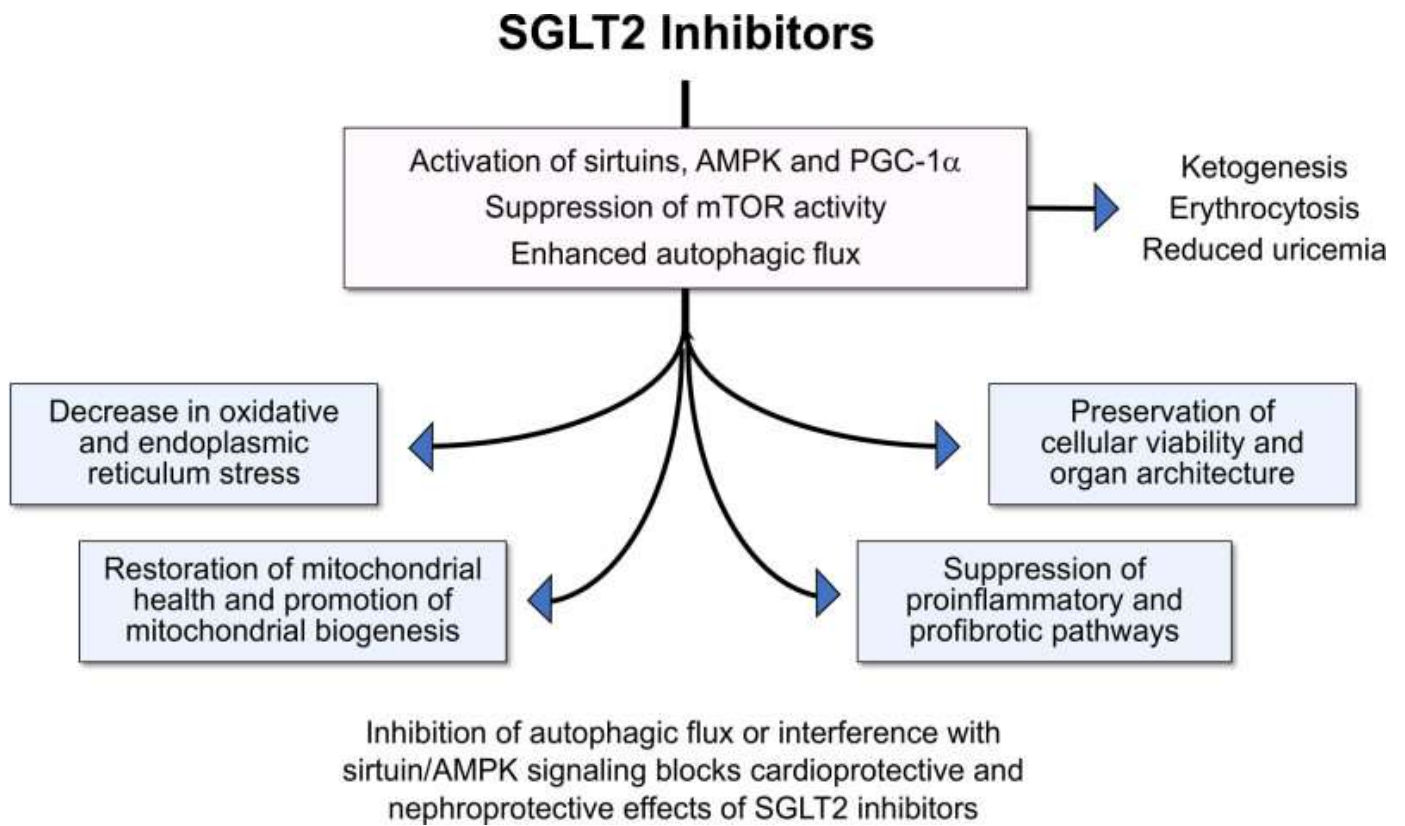 SGLT2 Inhibitors
Activation of sirtuins, AMPK and PGC-1α
Suppression of mTOR activity
Enhanced autophagic flux
Ketogenesis
Erythrocytosis
Reduced uricemia
Decrease in oxidative
and endoplasmic
reticulum stress
Preservation of
cellular viability and
organ architecture
Restoration of mitochondrial
health and promotion of
mitochondrial biogenesis
Suppression of
proinflammatory and
profibrotic pathways
Inhibition of autophagic flux or interference with
sirtuin/AMPK signaling blocks cardioprotective and
nephroprotective effects of SGLT2 inhibitors